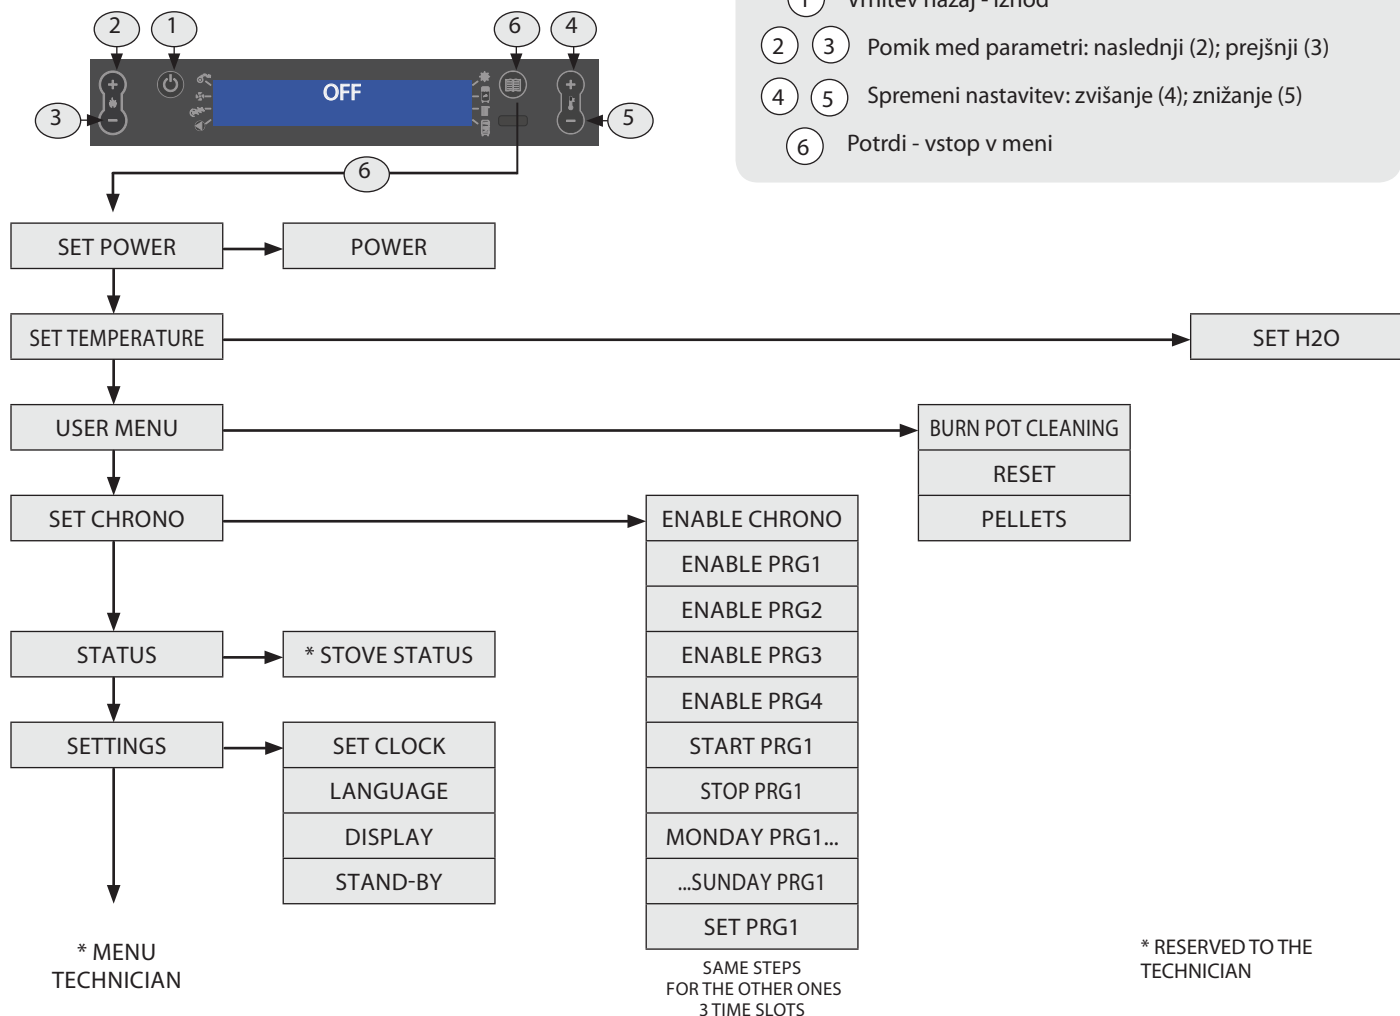 2
1
6
4
OFF
3
5
6
1 Vrnitev nazaj - izhod
2 3 Pomik med parametri: naslednji (2); prejšnji (3)
4 5 Spremeni nastavitev: zvišanje (4); znižanje (5)
6 Potrdi - vstop v meni
SET POWER
POWER
SET TEMPERATURE
SET H2O
USER MENU
BURN POT CLEANING
RESET
PELLETS
SET CHRONO
ENABLE CHRONO
ENABLE PRG1
ENABLE PRG2
ENABLE PRG3
ENABLE PRG4
START PRG1
STOP PRG1
MONDAY PRG1...
...SUNDAY PRG1
SET PRG1
SAME STEPS
FOR THE OTHER ONES
3 TIME SLOTS
STATUS
* STOVE STATUS
SETTINGS
SET CLOCK
LANGUAGE
DISPLAY
STAND-BY
* MENU
TECHNICIAN
* RESERVED TO THE
TECHNICIAN